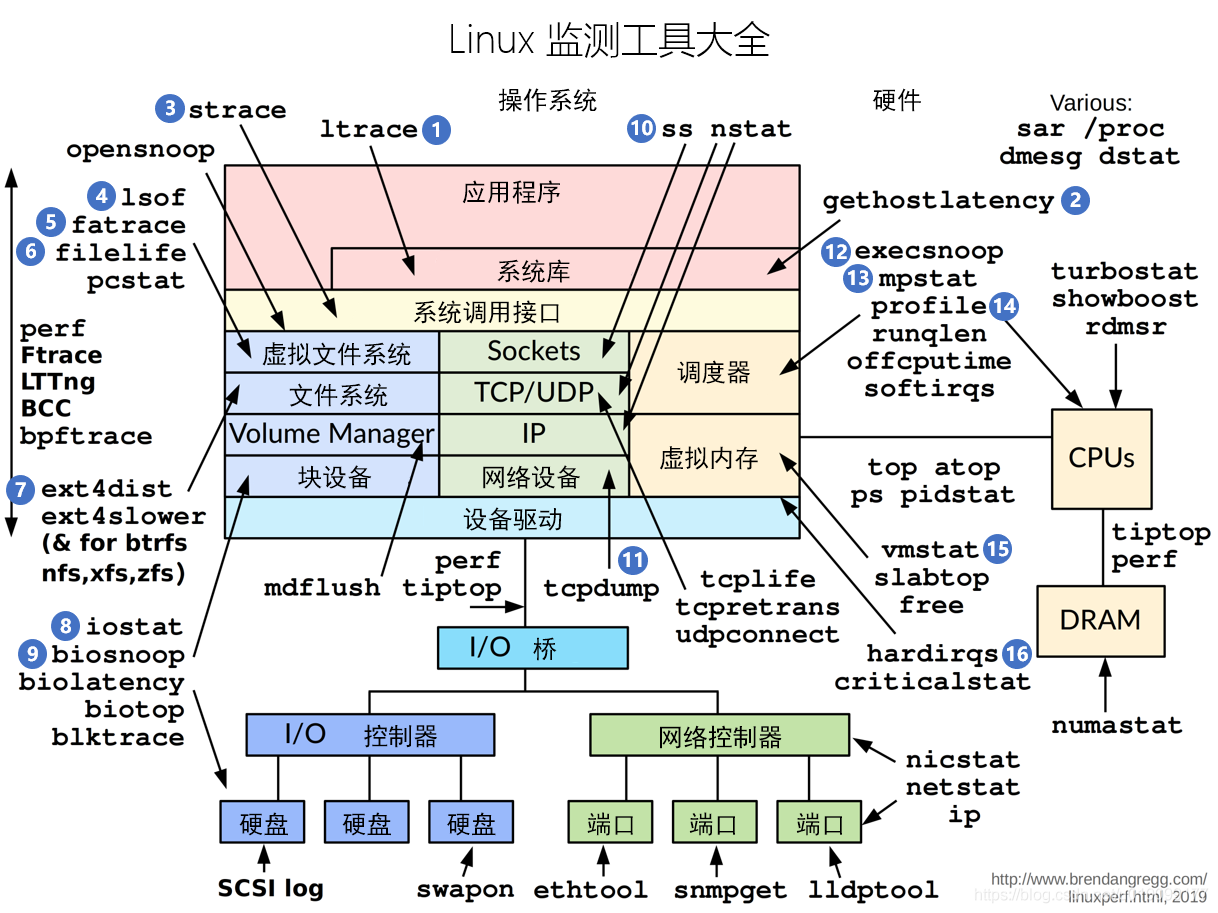 Linux 监测工具大全
操作系统
硬件
Various:
sar /proc
dmesg dstat
3 strace
ltrace 1
10 ss nstat
opensnoop
4 lsof
5 fatrace
6 filelife
pcstat
perf
Ftrace
LTTng
BCC
bpftrace
7 ext4dist
ext4slower
(& for btrfs
nfs,xfs,zfs)
应用程序
系统库
系统调用接口
虚拟文件系统
Sockets
调度器
文件系统
TCP/UDP
Volume Manager
IP
虚拟内存
块设备
网络设备
设备驱动
gethostlatency 2
12 execsnoop
13 mpstat
profile 14
runqlen
offcputime
softirqs
turbostat
showboost
rdmsr
CPUs
top atop
ps pidstat
tiptop
perf
DRAM
numastat
vmstat 15
slabtop
free
hardirqs 16
criticalstat
mdflush
perf
tiptop
11
tcpdump
tcplife
tcpretrans
udpconnect
8 iostat
9 biosnoop
biolatency
biotop
blktrace
I/O 桥
I/O 控制器
网络控制器
nicstat
netstat
ip
硬盘
硬盘
硬盘
端口
端口
端口
SCSI log
swapon
ethtool
snmpget
lldptool
http://www.brendangregg.com/
linuxperf.html, 2019